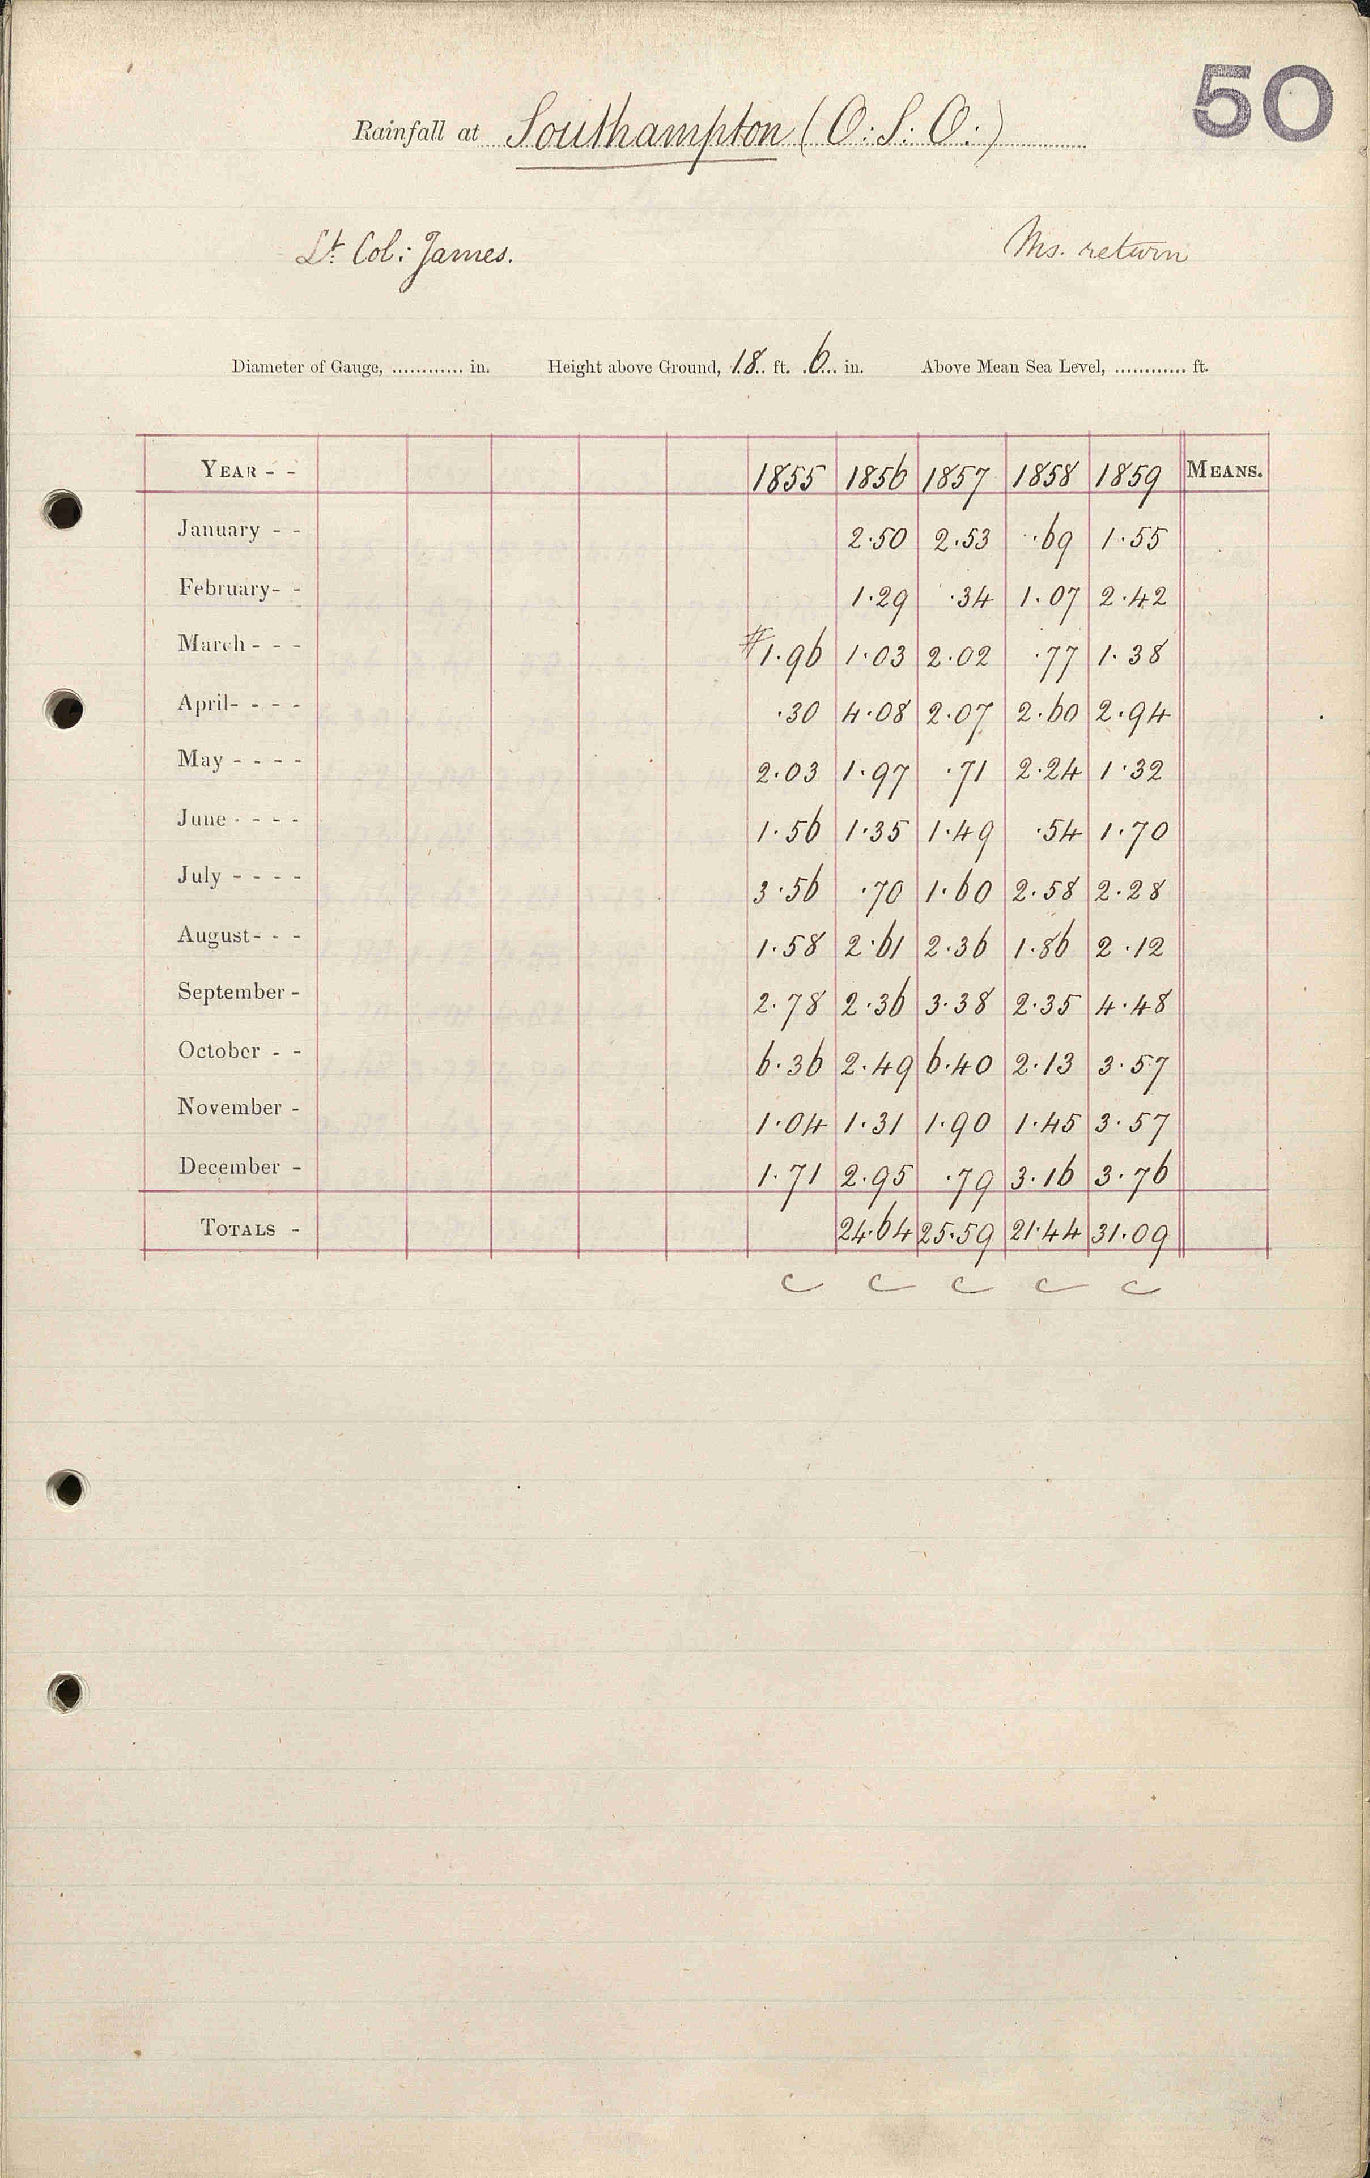 50
Rainfall at Southampton (O:S:O:)
Lt. Col: James. Ms. return
Diameter of Gauge, ............ in. Height above Ground, 18 ft. 6 in. Above Mean Sea Level, ............ ft.
YEAR - - 1855 1856 1857 1858 1859 MEANS.
January - - 2.50 2.53 .69 1.55
February- - 1.29 .34 1.07 2.42
March - - - #1.96 1.03 2.02 .77 1.38
April- - - - .30 4.08 2.07 2.60 2.94
May - - - - 2.03 1.97 .71 2.24 1.32
June - - - - 1.56 1.35 1.49 .54 1.70
July - - - - 3.56 .70 1.60 2.58 2.28
August- - - 1.58 2.61 2.36 1.86 2.12
September - 2.78 2.36 3.38 2.35 4.48
October - - 6.36 2.49 6.40 2.13 3.57
November - 1.04 1.31 1.90 1.45 3.57
December - 1.71 2.95 .79 3.16 3.76
TOTALS - 24.64 25.59 21.44 31.09
c c c c c